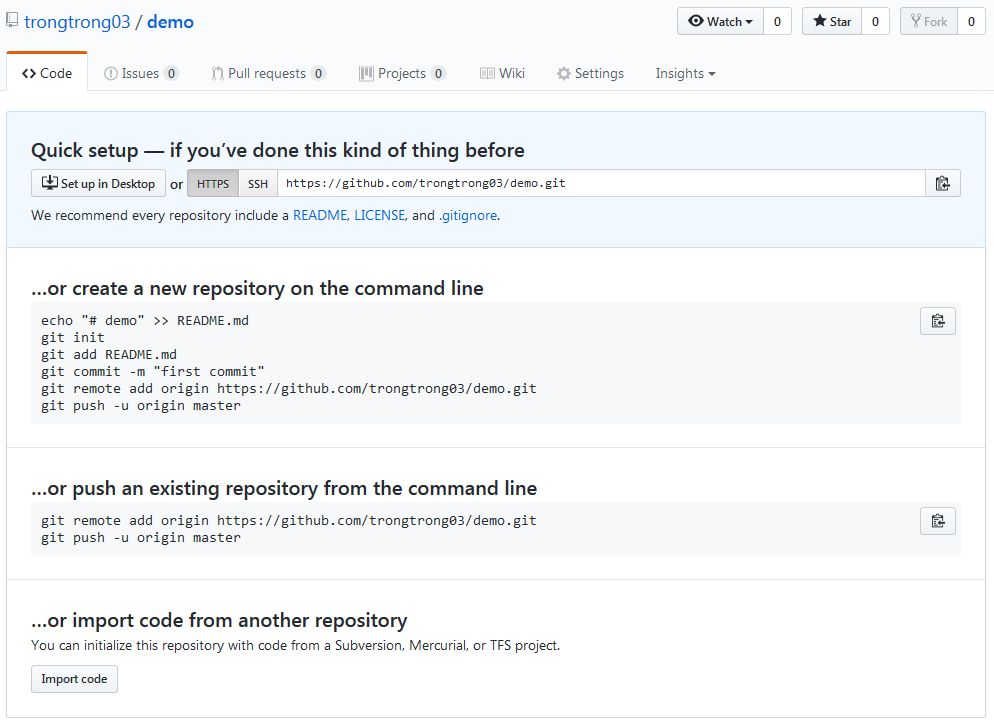 trongtrong03 / demo
Watch 0 Star 0 Fork 0
Code Issues 0 Pull requests 0 Projects 0 Wiki Settings Insights
Quick setup — if you’ve done this kind of thing before
Set up in Desktop or HTTPS SSH https://github.com/trongtrong03/demo.git
We recommend every repository include a README, LICENSE, and .gitignore.
…or create a new repository on the command line
echo "# demo" >> README.md
git init
git add README.md
git commit -m "first commit"
git remote add origin https://github.com/trongtrong03/demo.git
git push -u origin master
…or push an existing repository from the command line
git remote add origin https://github.com/trongtrong03/demo.git
git push -u origin master
…or import code from another repository
You can initialize this repository with code from a Subversion, Mercurial, or TFS project.
Import code